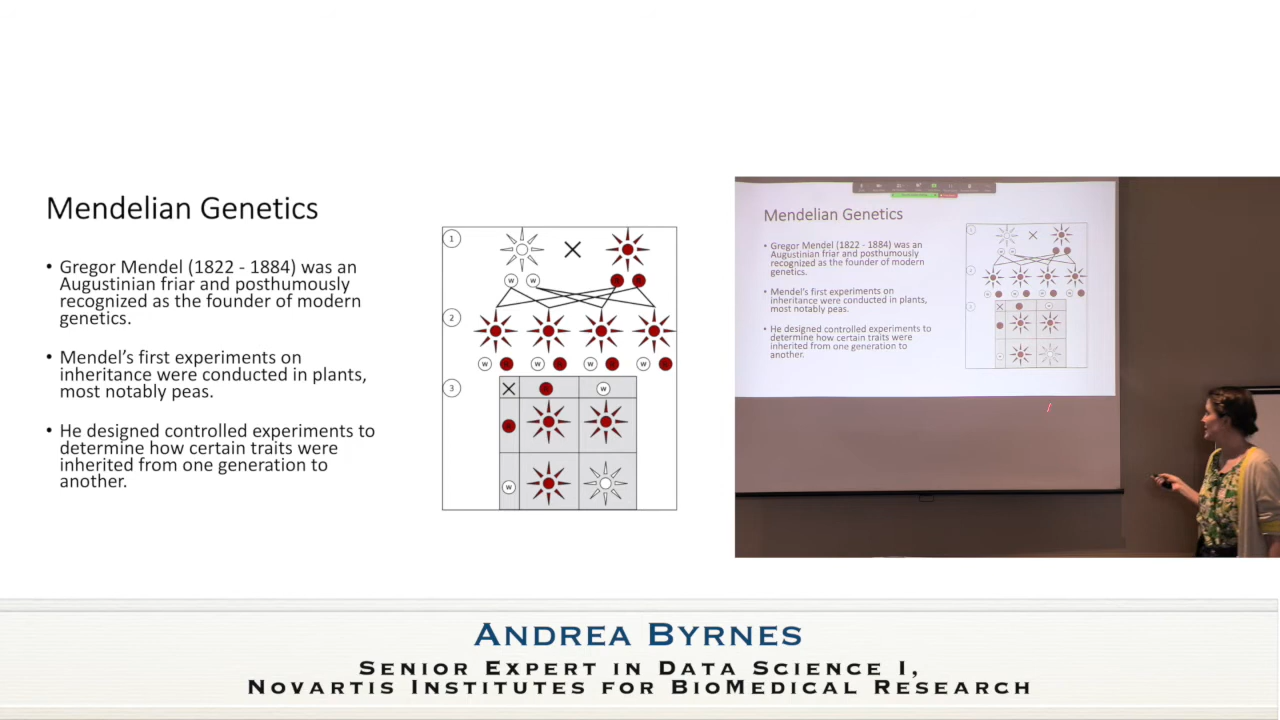 Mendelian Genetics
• Gregor Mendel (1822 - 1884) was an
Augustinian friar and posthumously
recognized as the founder of modern
genetics.
• Mendel's first experiments on
inheritance were conducted in plants,
most notably peas.
• He designed controlled experiments to
determine how certain traits were
inherited from one generation to
another.
1
w w
2
w w w w
3
w
w
Mendelian Genetics
• Gregor Mendel (1822 - 1884) was an
Augustinian friar and posthumously
recognized as the founder of modern
genetics.
• Mendel's first experiments on
inheritance were conducted in plants,
most notably peas.
• He designed controlled experiments to
determine how certain traits were
inherited from one generation to
another.
ANDREA BYRNES
SENIOR EXPERT IN DATA SCIENCE I,
NOVARTIS INSTITUTES FOR BIOMEDICAL RESEARCH